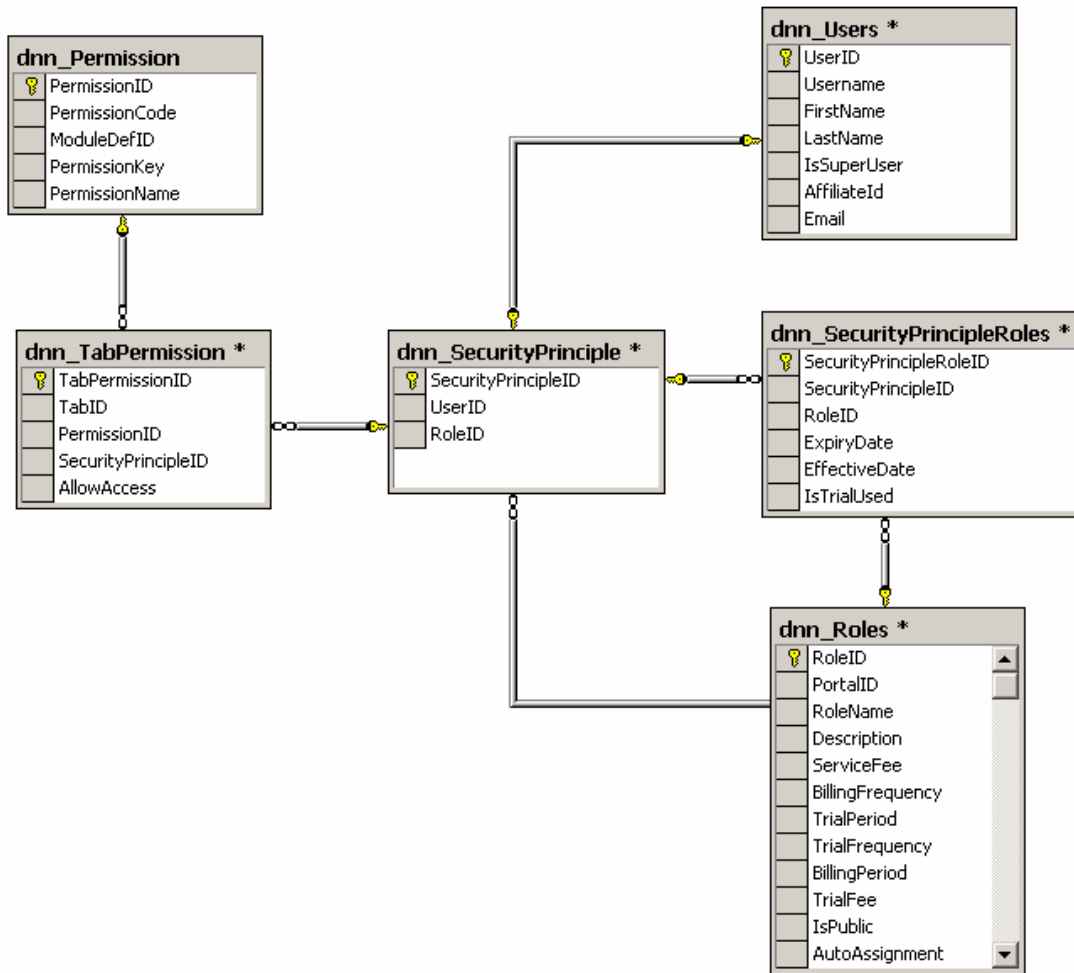 dnn_Permission
PermissionID
PermissionCode
ModuleDefID
PermissionKey
PermissionName
dnn_Users *
UserID
Username
FirstName
LastName
IsSuperUser
AffiliateId
Email
dnn_TabPermission *
TabPermissionID
TabID
PermissionID
SecurityPrincipleID
AllowAccess
dnn_SecurityPrinciple *
SecurityPrincipleID
UserID
RoleID
dnn_SecurityPrincipleRoles *
SecurityPrincipleRoleID
SecurityPrincipleID
RoleID
ExpiryDate
EffectiveDate
IsTrialUsed
dnn_Roles *
RoleID
PortalID
RoleName
Description
ServiceFee
BillingFrequency
TrialPeriod
TrialFrequency
BillingPeriod
TrialFee
IsPublic
AutoAssignment